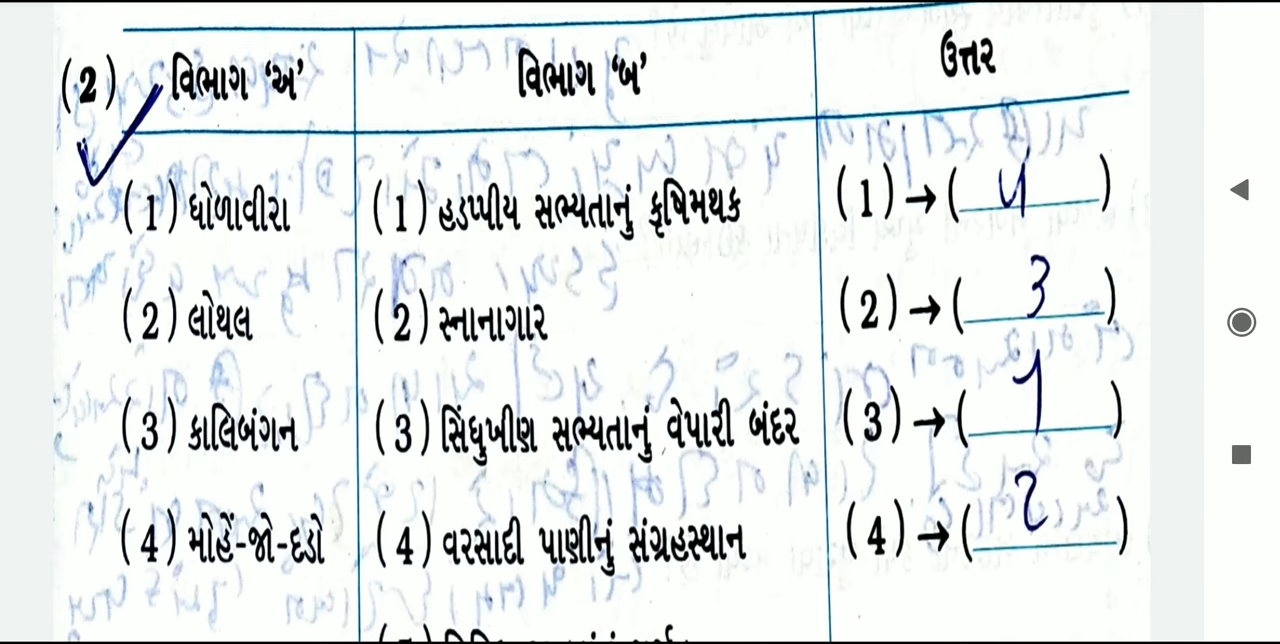 (2) વિભાગ ‘અ’ વિભાગ ‘બ’ ઉત્તર
(1) ધોળાવીરા (1) હડપ્પીય સભ્યતાનું કૃષિમથક (1) → ( 4 )
(2) લોથલ (2) સ્નાનાગાર (2) → ( 3 )
(3) કાલિબંગન (3) સિંધુખીણ સભ્યતાનું વેપારી બંદર (3) → ( 1 )
(4) મોહેં-જો-દડો (4) વરસાદી પાણીનું સંગ્રહસ્થાન (4) → ( 2 )